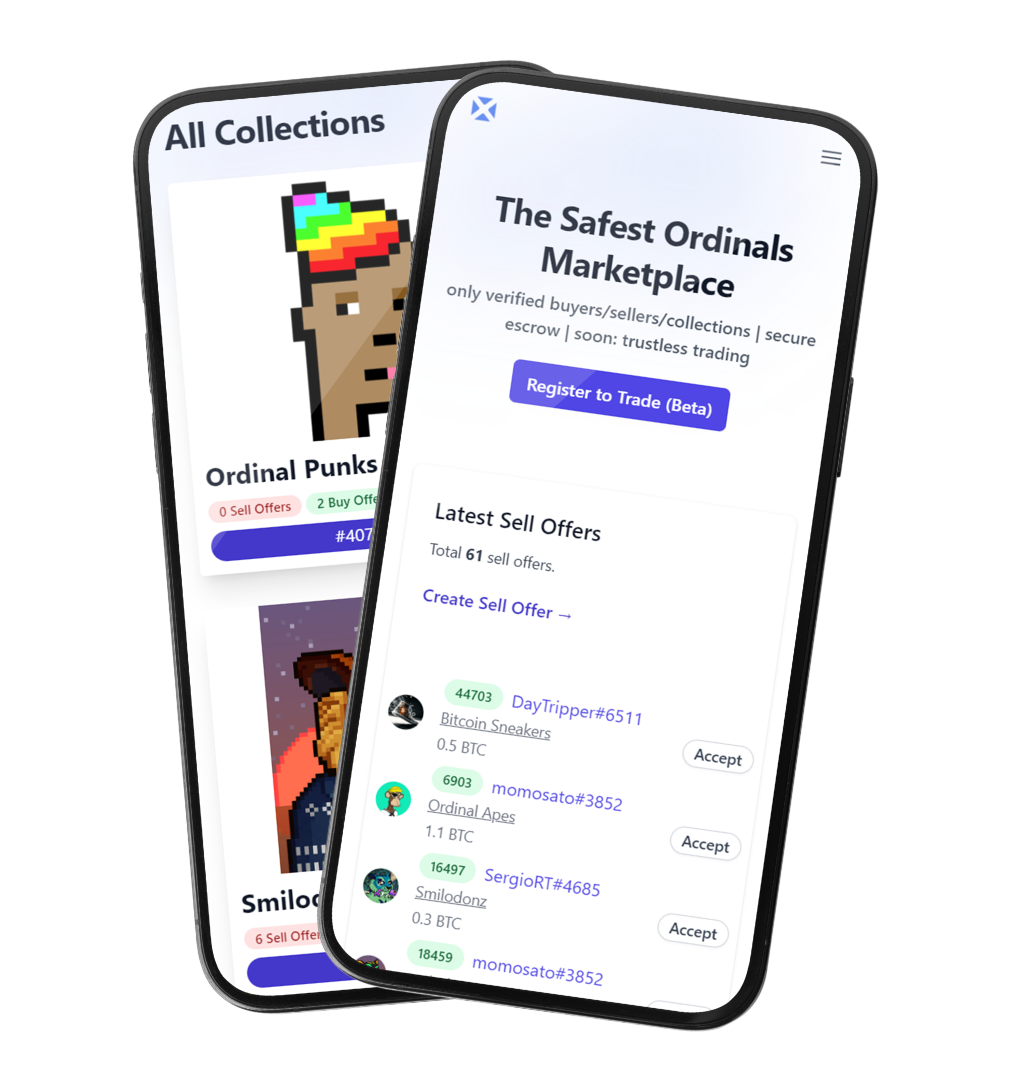 All Collections
Ordinal Punks
0 Sell Offers
2 Buy Offe
#407
6 Sell Offer
The Safest Ordinals
Marketplace
only verified buyers/sellers/collections | secure
escrow | soon: trustless trading
Register to Trade (Beta)
Latest Sell Offers
Total 61 sell offers.
Create Sell Offer →
44703 DayTripper#6511
Bitcoin Sneakers
0.5 BTC
Accept
6903 momosato#3852
Ordinal Apes
1.1 BTC
Accept
16497 SergioRT#4685
Smilodonz
0.3 BTC
Accept
18459 momosato#3852